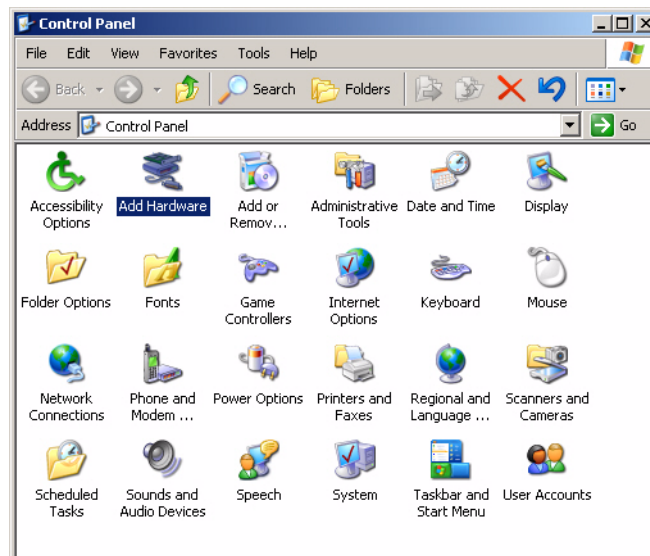 Control Panel
File Edit View Favorites Tools Help
Back Search Folders
Address Control Panel Go
Accessibility Options
Add Hardware
Add or Remov...
Administrative Tools
Date and Time
Display
Folder Options
Fonts
Game Controllers
Internet Options
Keyboard
Mouse
Network Connections
Phone and Modem ...
Power Options
Printers and Faxes
Regional and Language ...
Scanners and Cameras
Scheduled Tasks
Sounds and Audio Devices
Speech
System
Taskbar and Start Menu
User Accounts